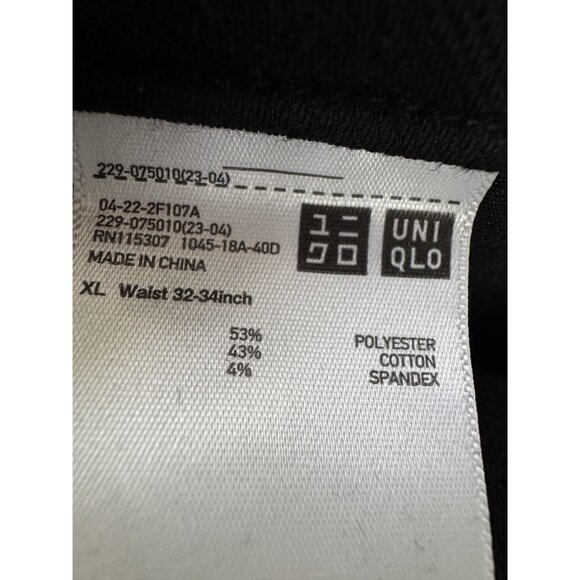 229-075010(23-04)
04-22-2F107A
229-075010(23-04)
RN115307 1045-18A-40D
MADE IN CHINA
ユニ
クロ
UNI
QLO
XL Waist 32-34inch
53% POLYESTER
43% COTTON
4% SPANDEX